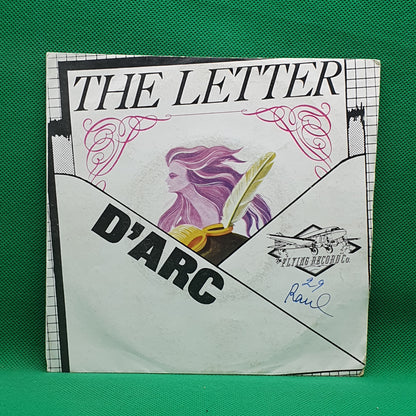 THE LETTER
D'ARC
FLYING RECORD Co.
29
Raul